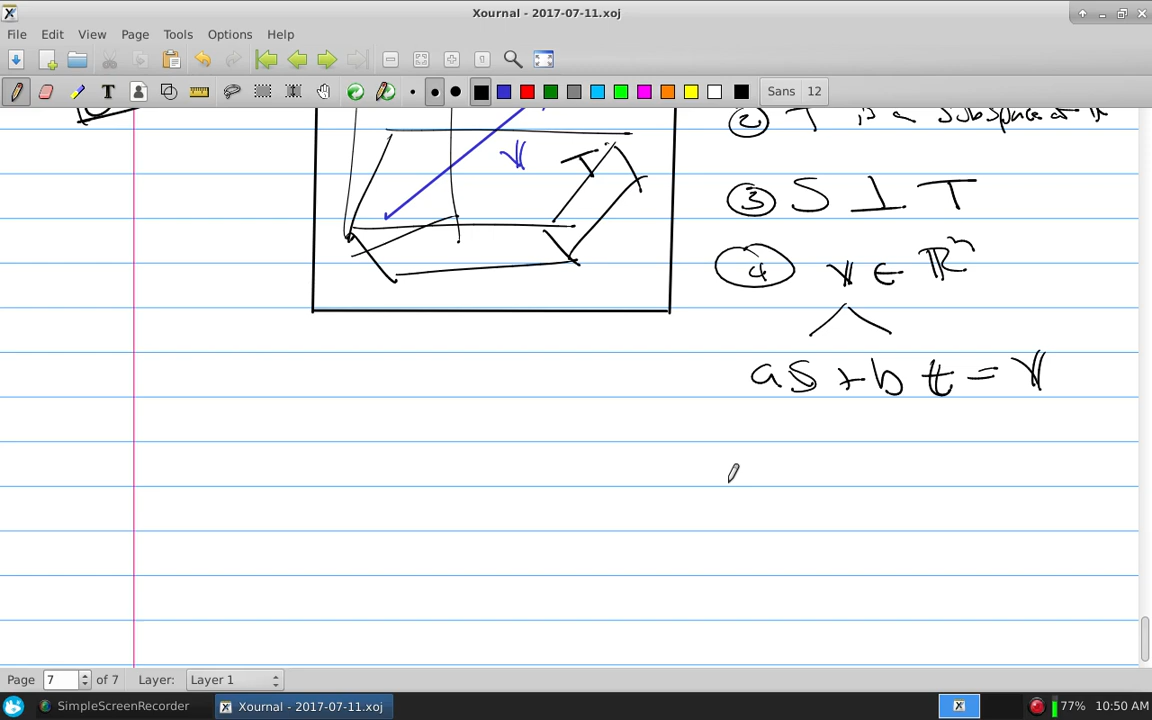 Xournal - 2017-07-11.xoj
File Edit View Page Tools Options Help
Sans 12
② T is a subspace of ℝ
V
T
③ S ⊥ T
④ V ∈ ℝⁿ
aS + b t = V
Page 7 of 7 Layer: Layer 1
SimpleScreenRecorder Xournal - 2017-07-11.xoj 77% 10:50 AM